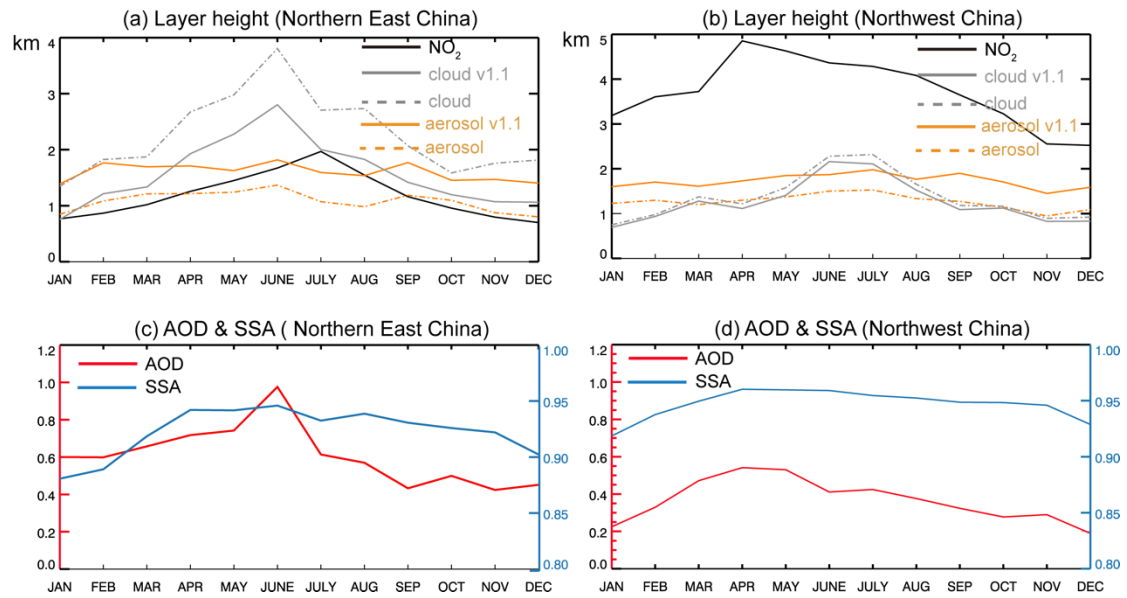 (a) Layer height (Northern East China)
km
4
3
2
1
0
NO2
cloud v1.1
cloud
aerosol v1.1
aerosol
JAN FEB MAR APR MAY JUNE JULY AUG SEP OCT NOV DEC
(b) Layer height (Northwest China)
km
5
4
3
2
1
0
NO2
cloud v1.1
cloud
aerosol v1.1
aerosol
JAN FEB MAR APR MAY JUNE JULY AUG SEP OCT NOV DEC
(c) AOD & SSA ( Northern East China)
1.2
1.0
0.8
0.6
0.4
0.2
0.0
AOD
SSA
1.00
0.95
0.90
0.85
0.80
JAN FEB MAR APR MAY JUNE JULY AUG SEP OCT NOV DEC
(d) AOD & SSA (Northwest China)
1.2
1.0
0.8
0.6
0.4
0.2
0.0
AOD
SSA
1.00
0.95
0.90
0.85
0.80
JAN FEB MAR APR MAY JUNE JULY AUG SEP OCT NOV DEC